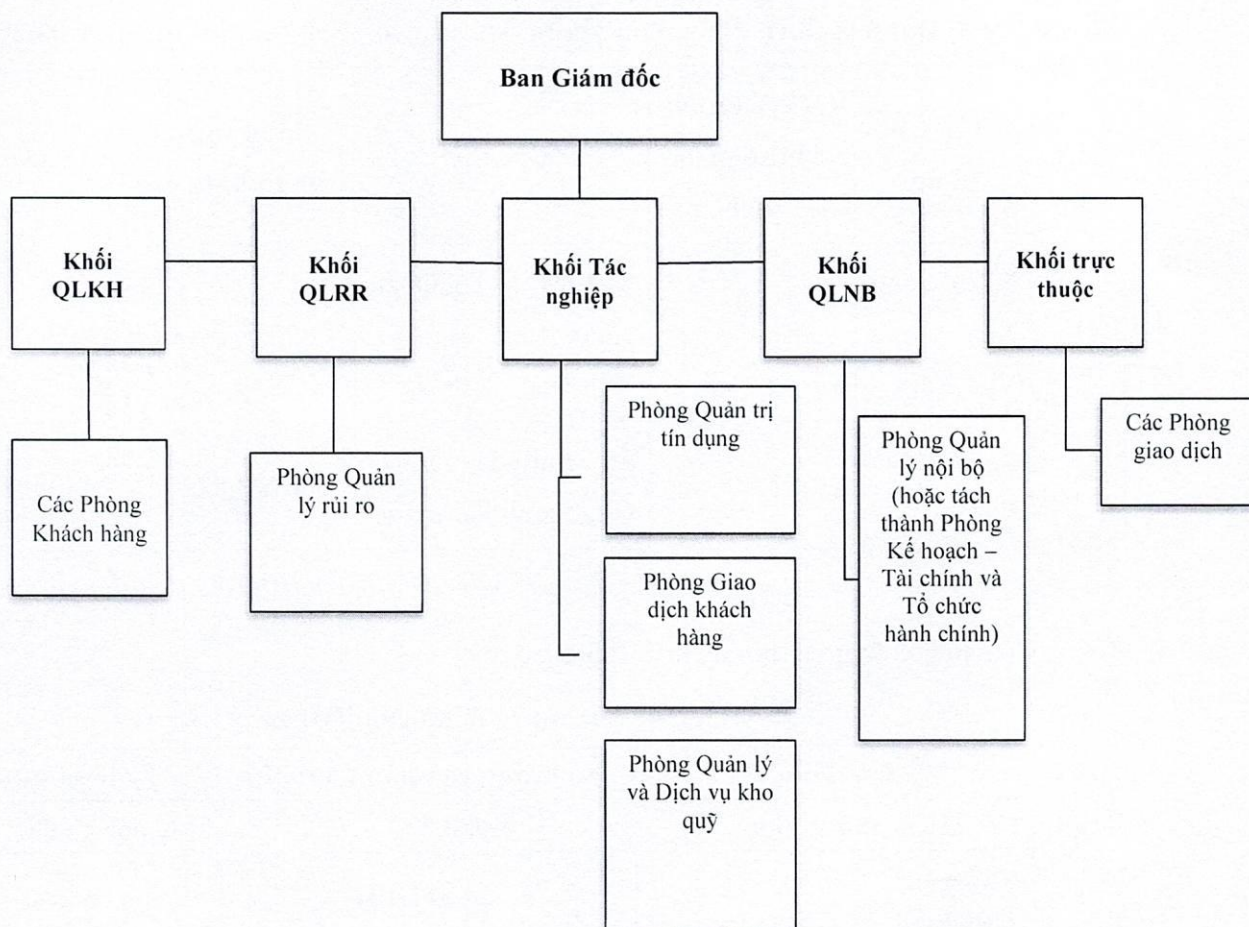 Ban Giám đốc
Khối
QLKH
Khối
QLRR
Khối Tác
nghiệp
Khối
QLNB
Khối trực
thuộc
Các Phòng
Khách hàng
Phòng Quản
lý rủi ro
Phòng Quản trị
tín dụng
Phòng Giao
dịch khách
hàng
Phòng Quản lý
và Dịch vụ kho
quỹ
Phòng Quản
lý nội bộ
(hoặc tách
thành Phòng
Kế hoạch –
Tài chính và
Tổ chức
hành chính)
Các Phòng
giao dịch